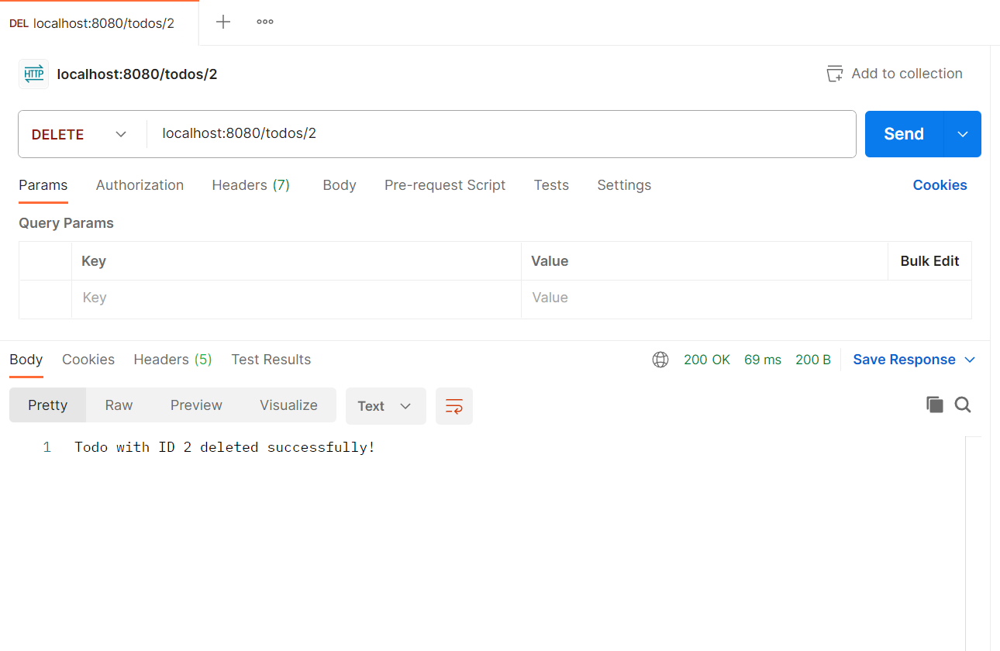 DEL localhost:8080/todos/2
HTTP localhost:8080/todos/2 Add to collection
DELETE localhost:8080/todos/2 Send
Params Authorization Headers (7) Body Pre-request Script Tests Settings Cookies
Query Params
Key Value Bulk Edit
Key Value
Body Cookies Headers (5) Test Results 200 OK 69 ms 200 B Save Response
Pretty Raw Preview Visualize Text
1 Todo with ID 2 deleted successfully!